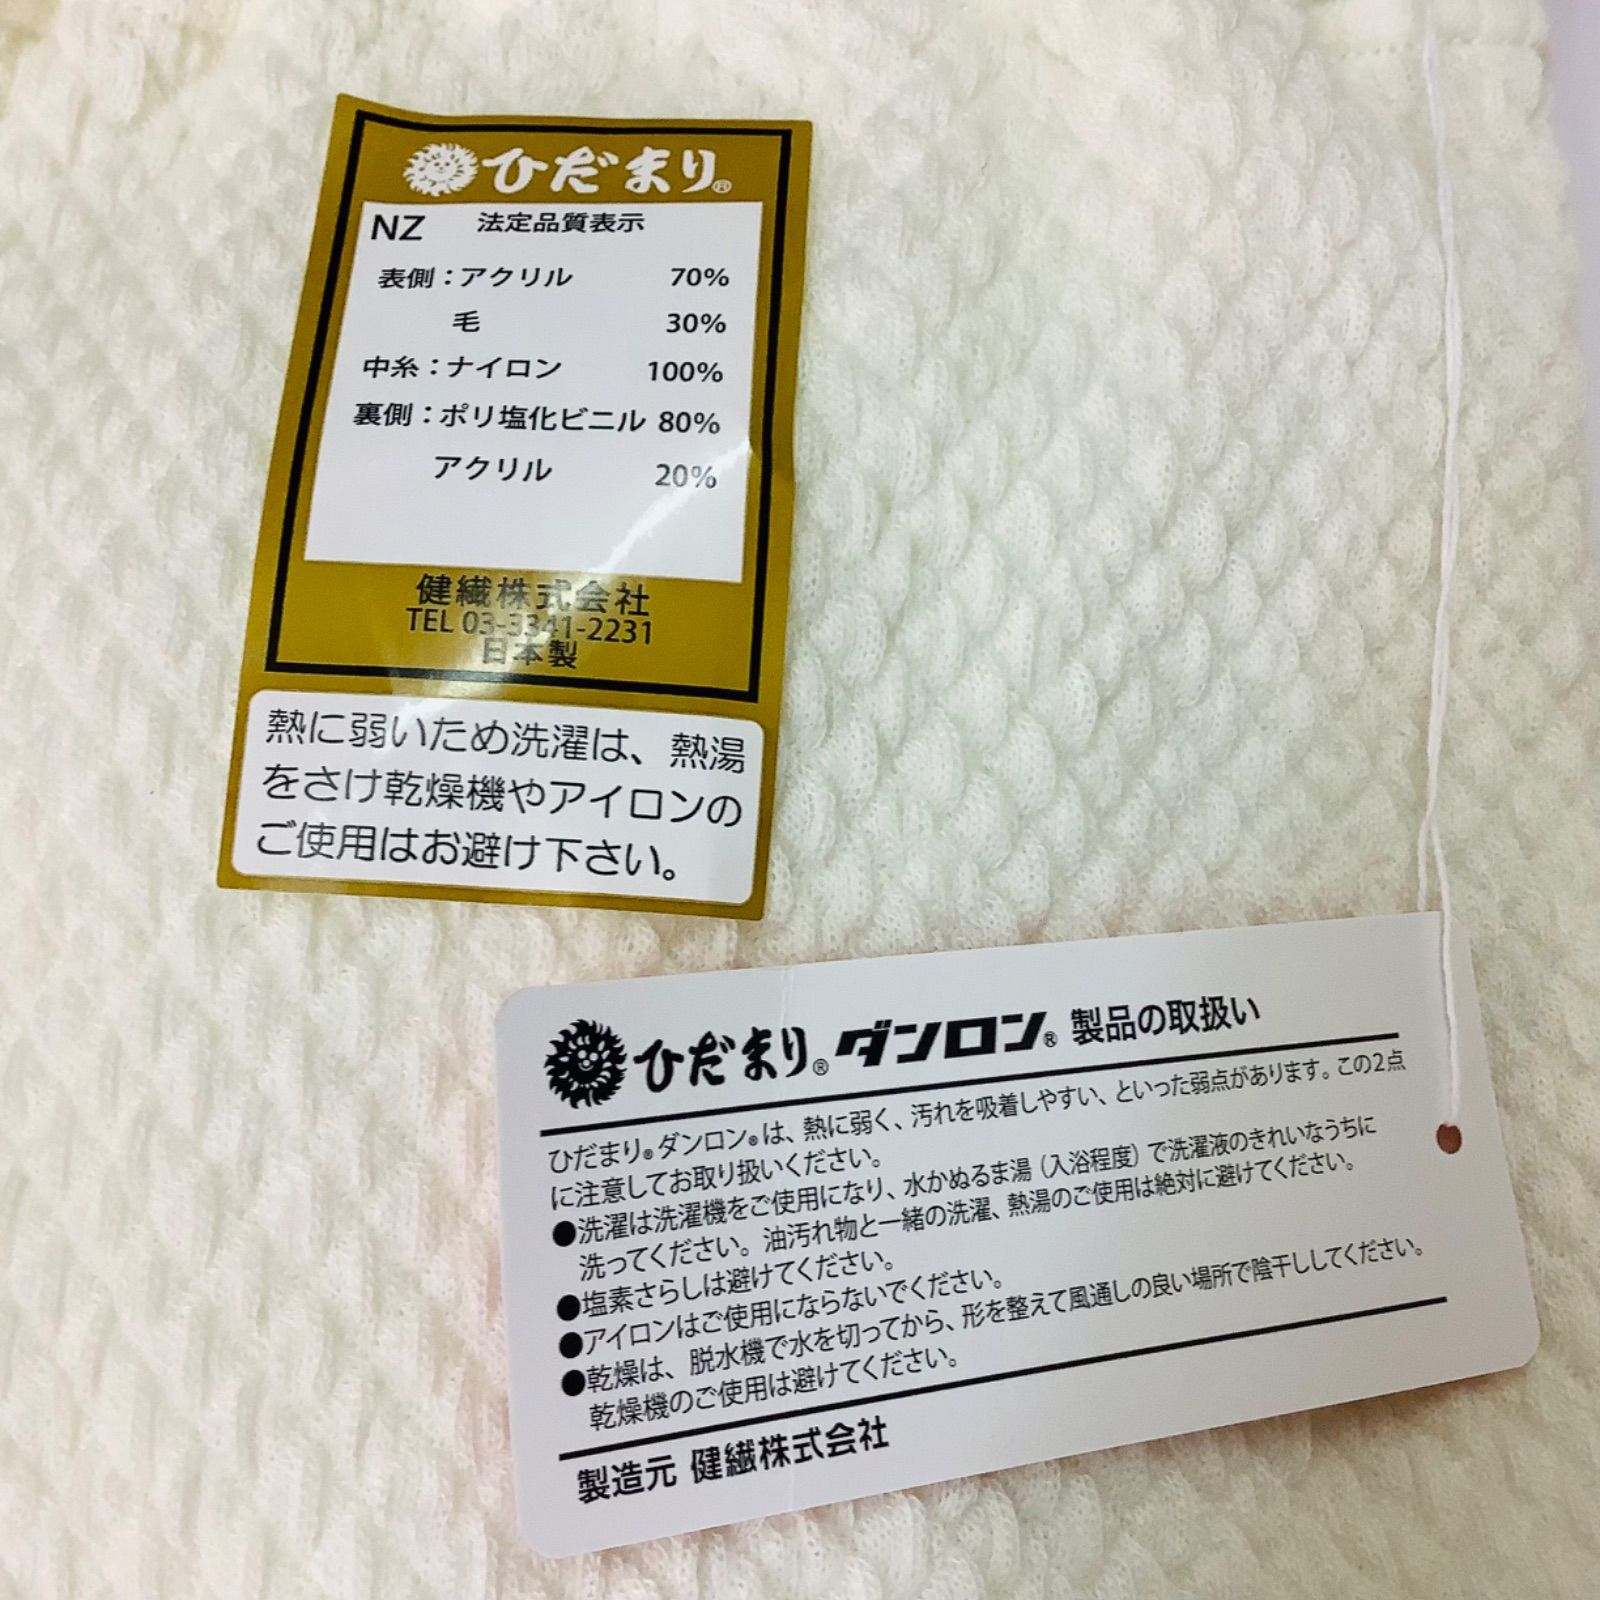 ひだまり®
NZ 法定品質表示
表側：アクリル 70%
毛 30%
中糸：ナイロン 100%
裏側：ポリ塩化ビニル 80%
アクリル 20%
健繊株式会社
TEL 03-3341-2231
日本製
熱に弱いため洗濯は、熱湯
をさけ乾燥機やアイロンの
ご使用はお避け下さい。
ひだまり® ダンロン® 製品の取扱い
ひだまり®ダンロン®は、熱に弱く、汚れを吸着しやすい、といった弱点があります。この2点
に注意してお取り扱いください。
●洗濯は洗濯機をご使用になり、水かぬるま湯（入浴程度）で洗濯液のきれいなうちに
洗ってください。油汚れ物と一緒の洗濯、熱湯のご使用は絶対に避けてください。
●塩素さらしは避けてください。
●アイロンはご使用にならないでください。
●乾燥は、脱水機で水を切ってから、形を整えて風通しの良い場所で陰干ししてください。
乾燥機のご使用は避けてください。
製造元 健繊株式会社